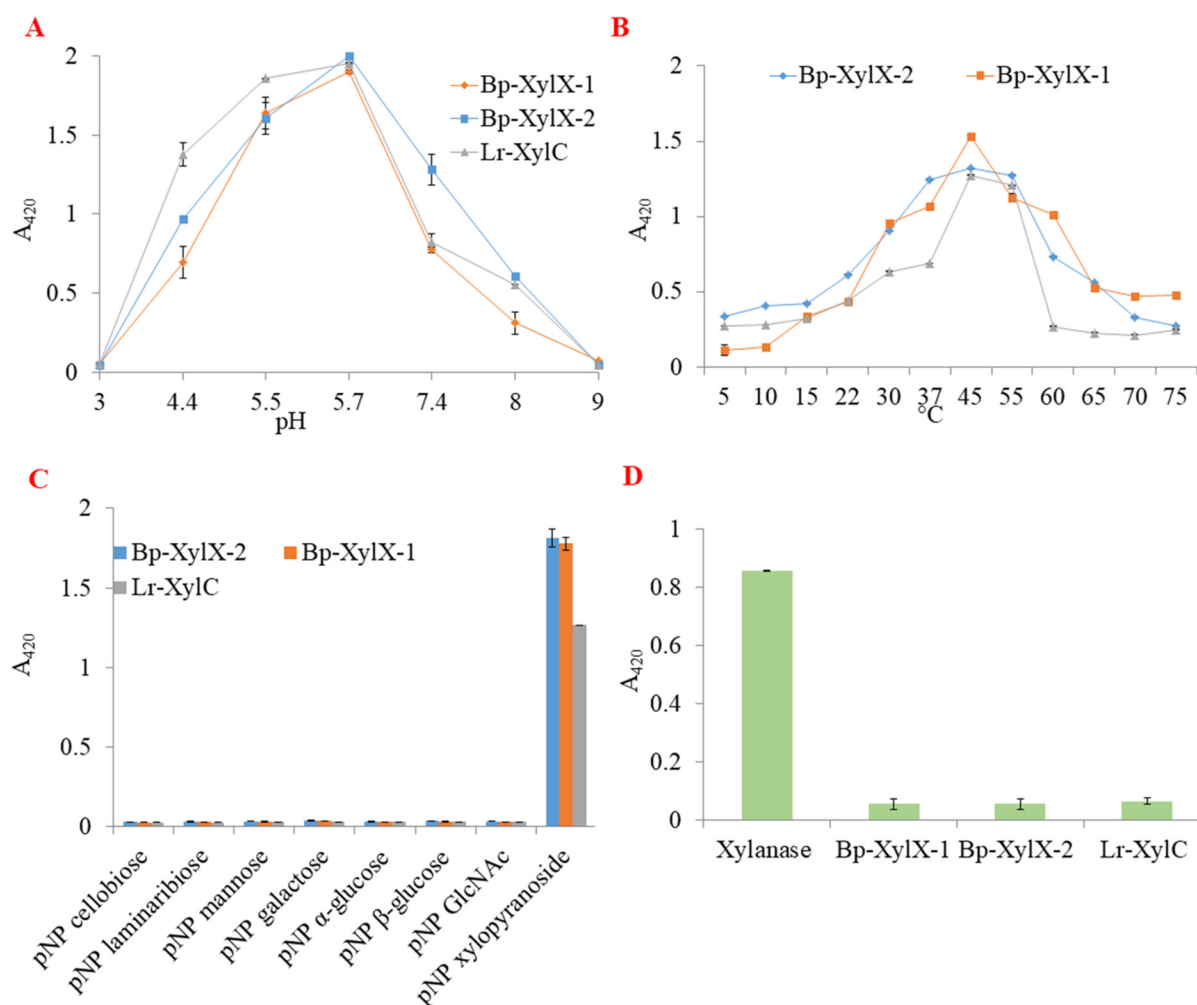 A
2
1.5
1
0.5
0
A420
Bp-XylX-1
Bp-XylX-2
Lr-XylC
3 4.4 5.5 5.7 7.4 8 9
pH
B
2
1.5
1
0.5
0
A420
Bp-XylX-2 Bp-XylX-1
5 10 15 22 30 37 45 55 60 65 70 75
°C
C
2
1.5
1
0.5
0
A420
Bp-XylX-2 Bp-XylX-1
Lr-XylC
pNP cellobiose
pNP laminaribiose
pNP mannose
pNP galactose
pNP α-glucose
pNP β-glucose
pNP GlcNAc
pNP xylopyranoside
D
1
0.8
0.6
0.4
0.2
0
A420
Xylanase Bp-XylX-1 Bp-XylX-2 Lr-XylC